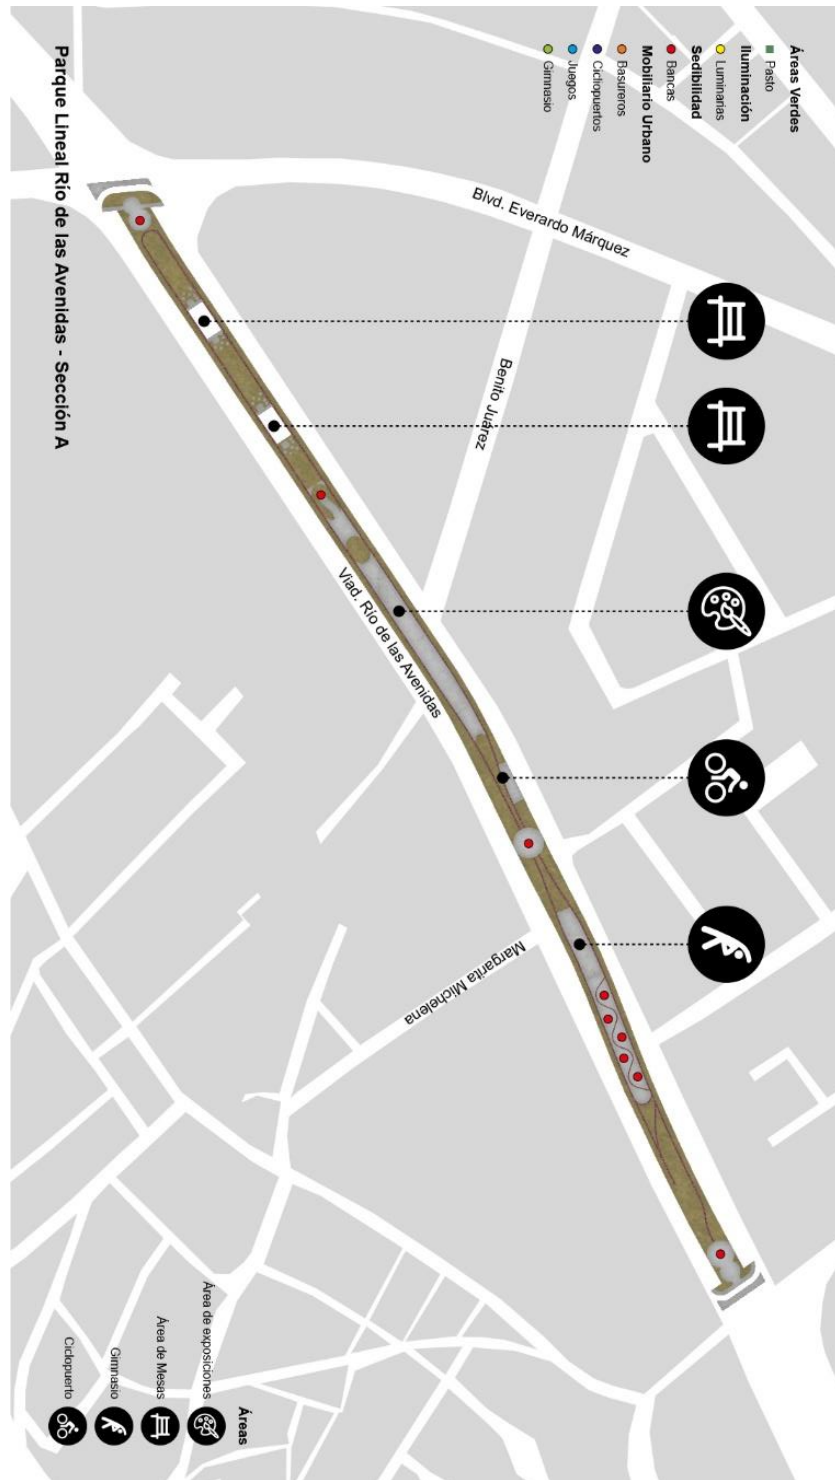 Parque Lineal Río de las Avenidas - Sección A
Áreas Verdes
Pasto
Iluminación
Luminarias
Sedibilidad
Bancas
Mobiliario Urbano
Basureros
Ciclopuertos
Juegos
Gimnasio
Blvd. Everardo Márquez
Benito Juárez
Viad. Río de las Avenidas
Margarita Michelena
Áreas
Área de exposiciones
Área de Mesas
Gimnasio
Ciclopuerto